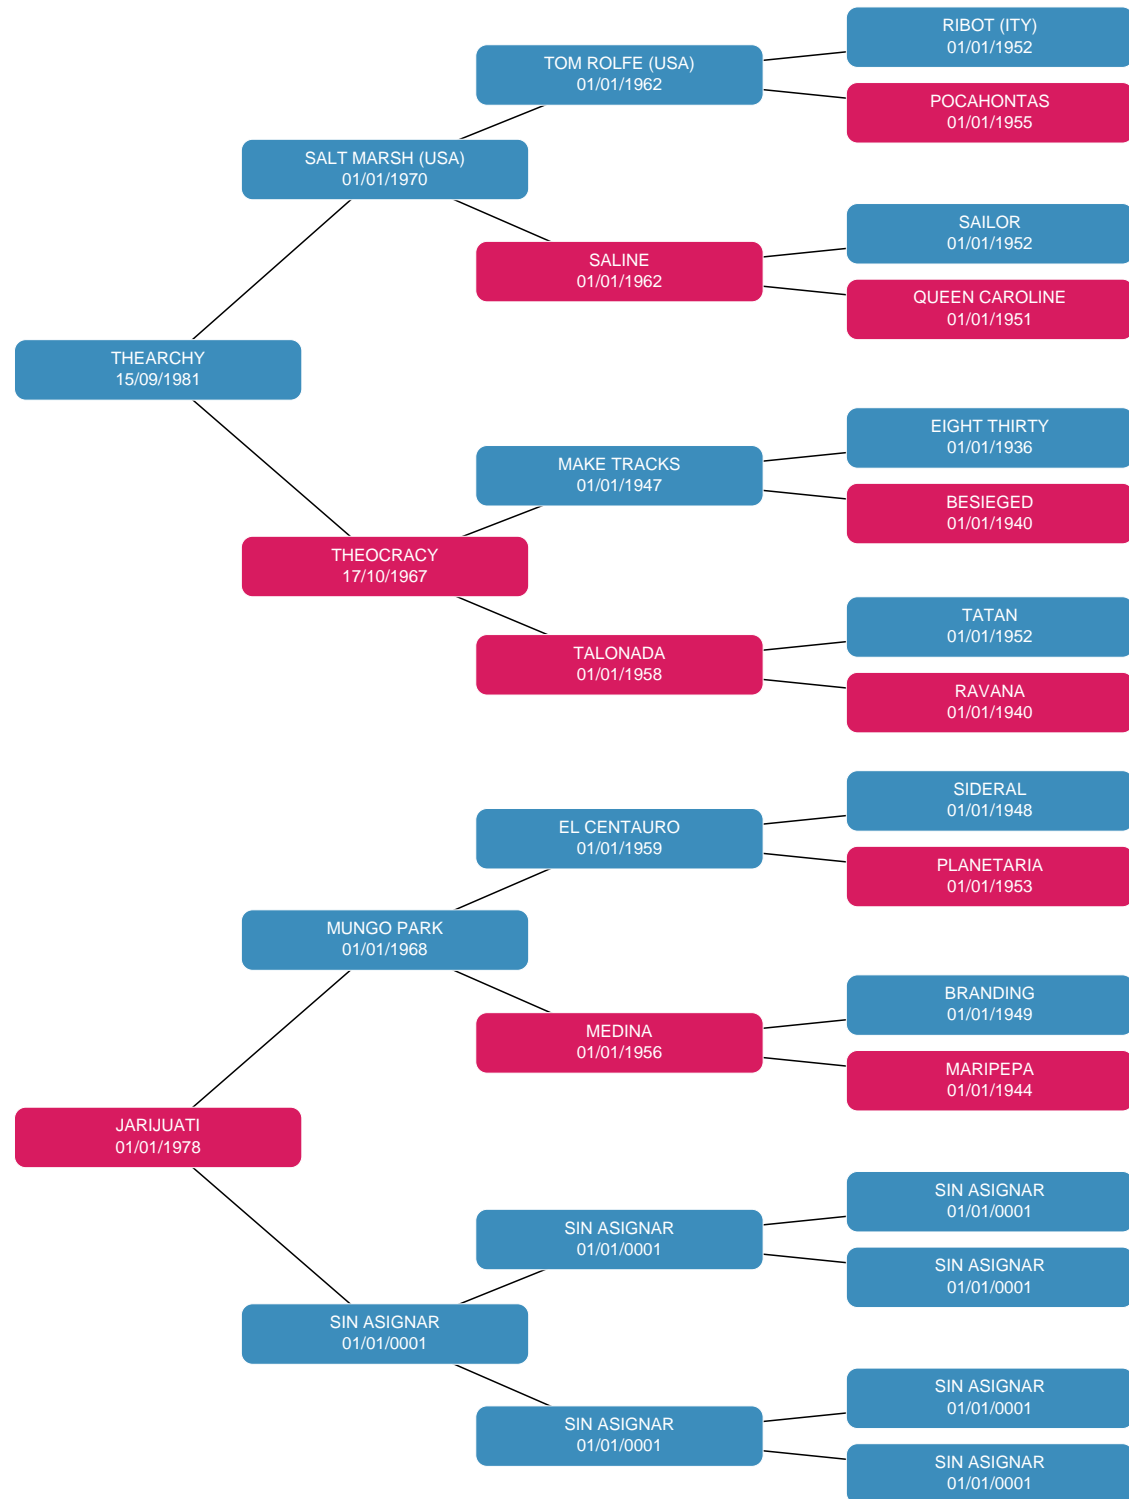 RIBOT (ITY)
01/01/1952
TOM ROLFE (USA)
01/01/1962
POCAHONTAS
01/01/1955
SALT MARSH (USA)
01/01/1970
SAILOR
01/01/1952
SALINE
01/01/1962
QUEEN CAROLINE
01/01/1951
THEARCHY
15/09/1981
EIGHT THIRTY
01/01/1936
MAKE TRACKS
01/01/1947
BESIEGED
01/01/1940
THEOCRACY
17/10/1967
TATAN
01/01/1952
TALONADA
01/01/1958
RAVANA
01/01/1940
SIDERAL
01/01/1948
EL CENTAURO
01/01/1959
PLANETARIA
01/01/1953
MUNGO PARK
01/01/1968
BRANDING
01/01/1949
MEDINA
01/01/1956
MARIPEPA
01/01/1944
JARIJUATI
01/01/1978
SIN ASIGNAR
01/01/0001
SIN ASIGNAR
01/01/0001
SIN ASIGNAR
01/01/0001
SIN ASIGNAR
01/01/0001
SIN ASIGNAR
01/01/0001
SIN ASIGNAR
01/01/0001
SIN ASIGNAR
01/01/0001